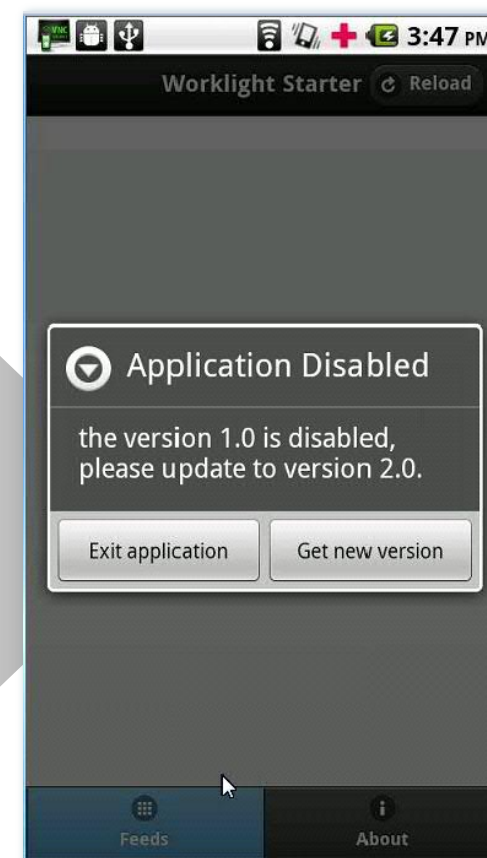 VNC
3:47 PM
Worklight Starter
Reload
Application Disabled
the version 1.0 is disabled,
please update to version 2.0.
Exit application
Get new version
Feeds
About